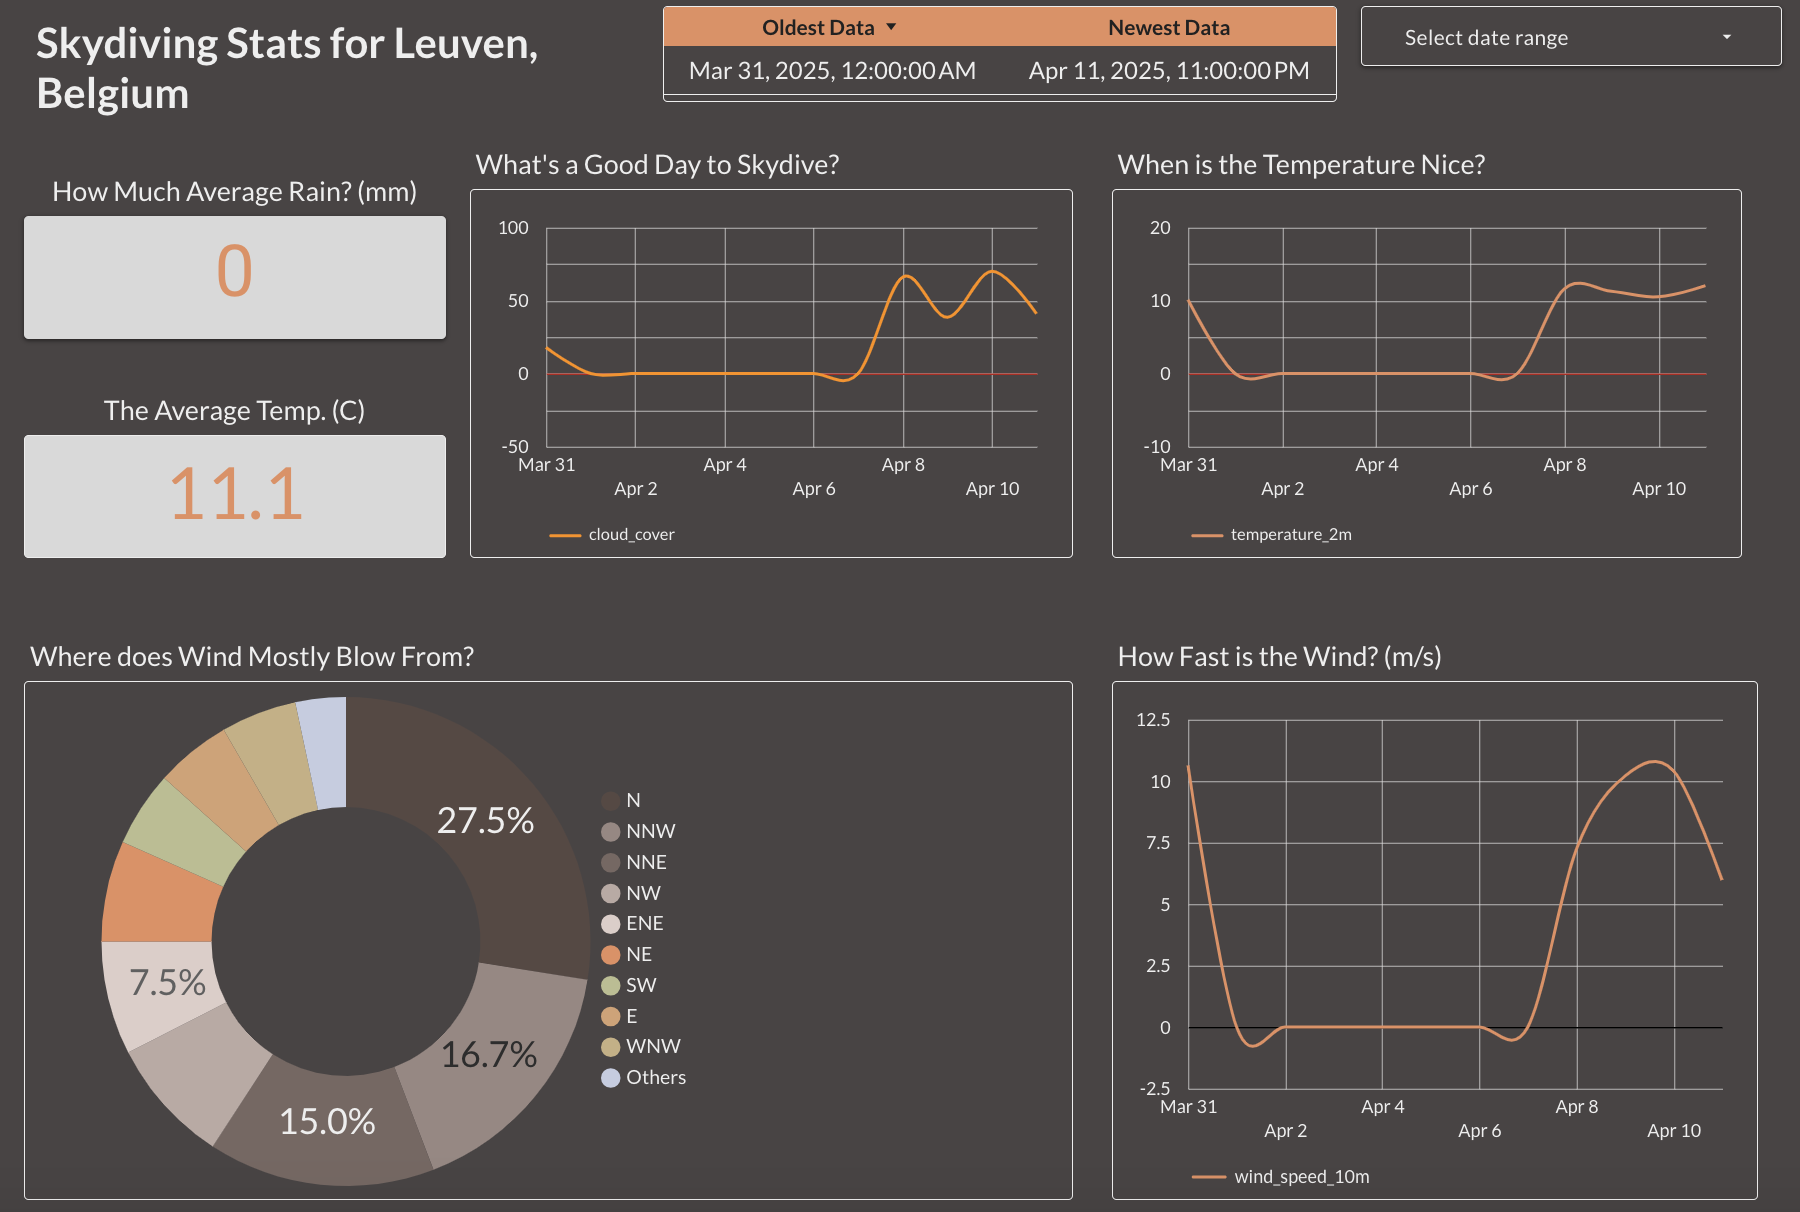 Skydiving Stats for Leuven,
Belgium
Oldest Data Newest Data
Mar 31, 2025, 12:00:00 AM Apr 11, 2025, 11:00:00 PM
Select date range
How Much Average Rain? (mm)
0
The Average Temp. (C)
11.1
What's a Good Day to Skydive?
100
50
0
-50
Mar 31 Apr 4 Apr 8
Apr 2 Apr 6 Apr 10
cloud_cover
When is the Temperature Nice?
20
10
0
-10
Mar 31 Apr 4 Apr 8
Apr 2 Apr 6 Apr 10
temperature_2m
Where does Wind Mostly Blow From?
27.5%
7.5%
16.7%
15.0%
N
NNW
NNE
NW
ENE
NE
SW
E
WNW
Others
How Fast is the Wind? (m/s)
12.5
10
7.5
5
2.5
0
-2.5
Mar 31 Apr 4 Apr 8
Apr 2 Apr 6 Apr 10
wind_speed_10m